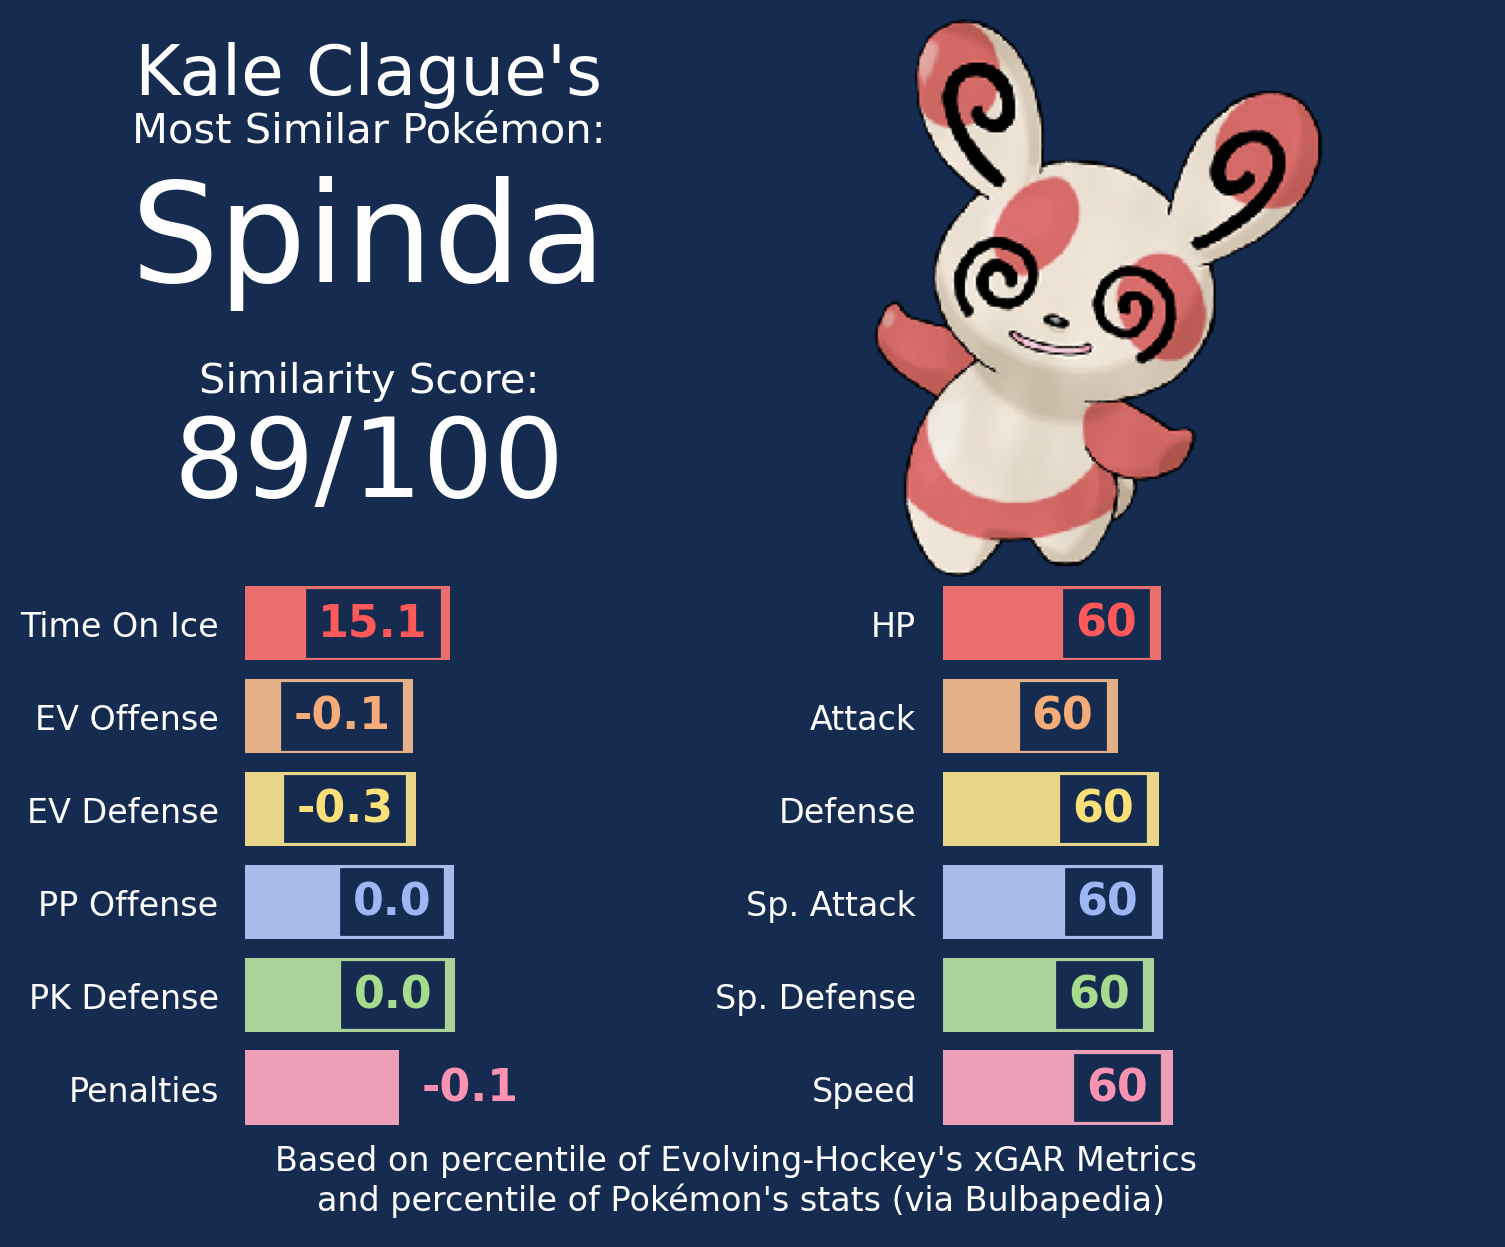 Kale Clague's
Most Similar Pokémon:
Spinda
Similarity Score:
89/100
Time On Ice 15.1
EV Offense -0.1
EV Defense -0.3
PP Offense 0.0
PK Defense 0.0
Penalties -0.1
HP 60
Attack 60
Defense 60
Sp. Attack 60
Sp. Defense 60
Speed 60
Based on percentile of Evolving-Hockey's xGAR Metrics
and percentile of Pokémon's stats (via Bulbapedia)